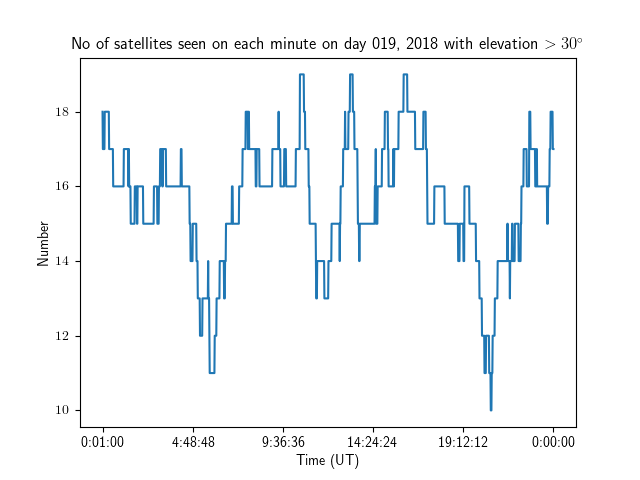 No of satellites seen on each minute on day 019, 2018 with elevation > 30°
18
16
14
12
10
Number
0:01:00 4:48:48 9:36:36 14:24:24 19:12:12 0:00:00
Time (UT)